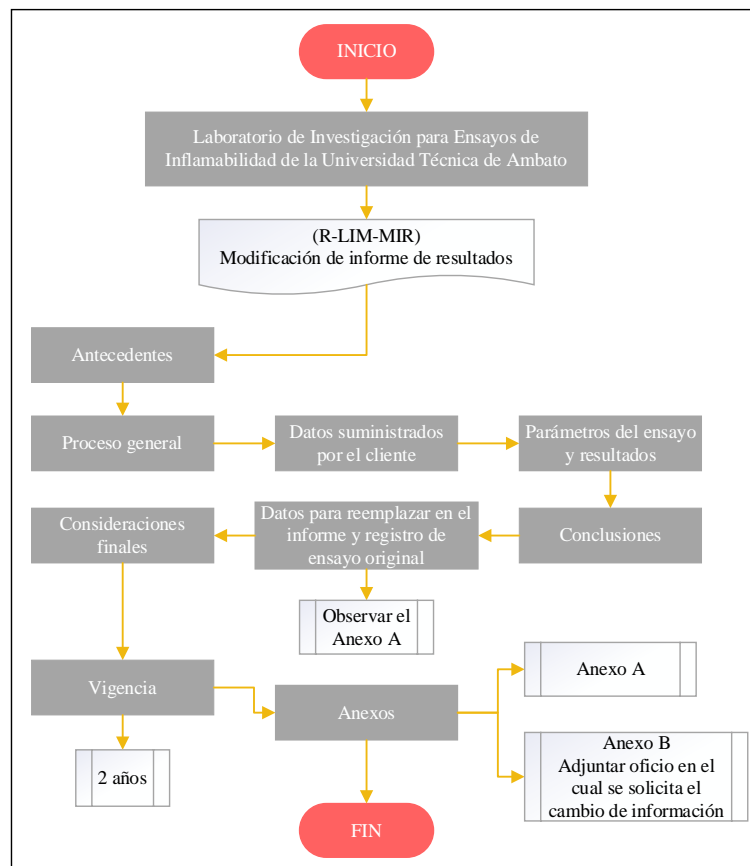 INICIO
Laboratorio de Investigación para Ensayos de
Inflamabilidad de la Universidad Técnica de Ambato
(R-LIM-MIR)
Modificación de informe de resultados
Antecedentes
Proceso general
Datos suministrados
por el cliente
Parámetros del ensayo
y resultados
Conclusiones
Datos para reemplazar en el
informe y registro de
ensayo original
Consideraciones
finales
Observar el
Anexo A
Vigencia
2 años
Anexos
Anexo A
Anexo B
Adjuntar oficio en el
cual se solicita el
cambio de información
FIN